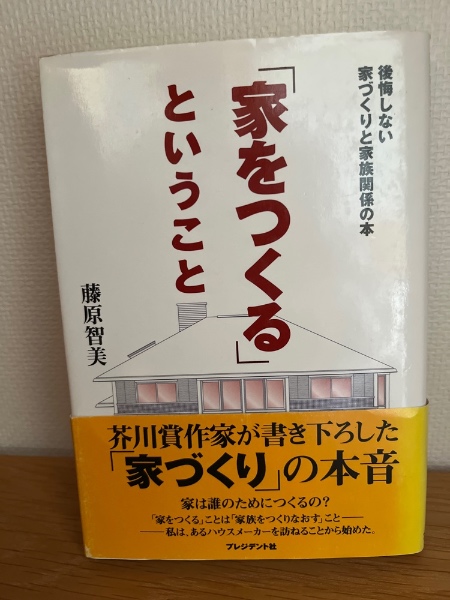 後悔しない
家づくりと家族関係の本
「家をつくる」
ということ
藤原智美
芥川賞作家が書き下ろした
「家づくり」の本音
家は誰のためにつくるの？
「家をつくる」ことは「家族をつくりなおす」こと――
――私は、あるハウスメーカーを訪ねることから始めた。
プレジデント社